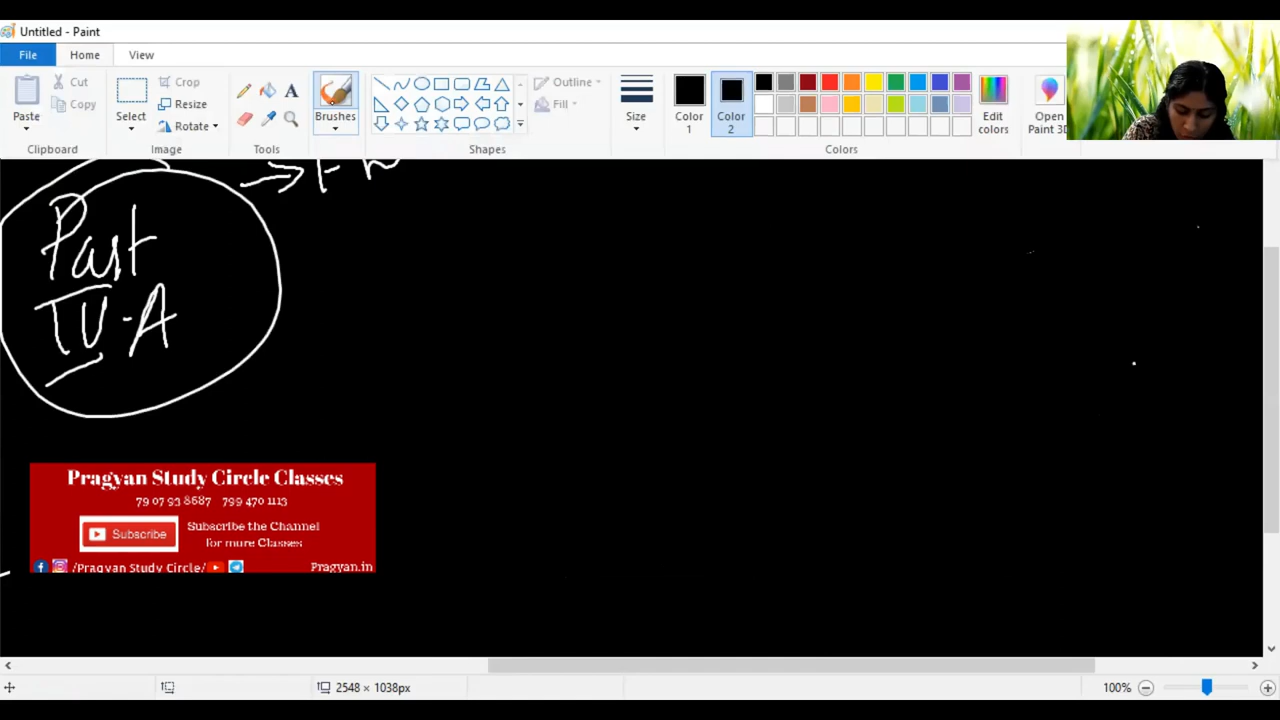 Untitled - Paint
File Home View
Paste
Cut
Copy
Clipboard
Select
Crop
Resize
Rotate
Image
A
Tools
Brushes
Outline
Fill
Shapes
Size
Color
1
Color
2
Edit
colors
Colors
Open
Paint 3D
Part
IV-A
Pragyan Study Circle Classes
79 07 93 8687 799 470 1113
Subscribe
Subscribe the Channel
for more Classes
/Pragyan Study Circle/
Pragyan.in
2548 × 1038px
100%